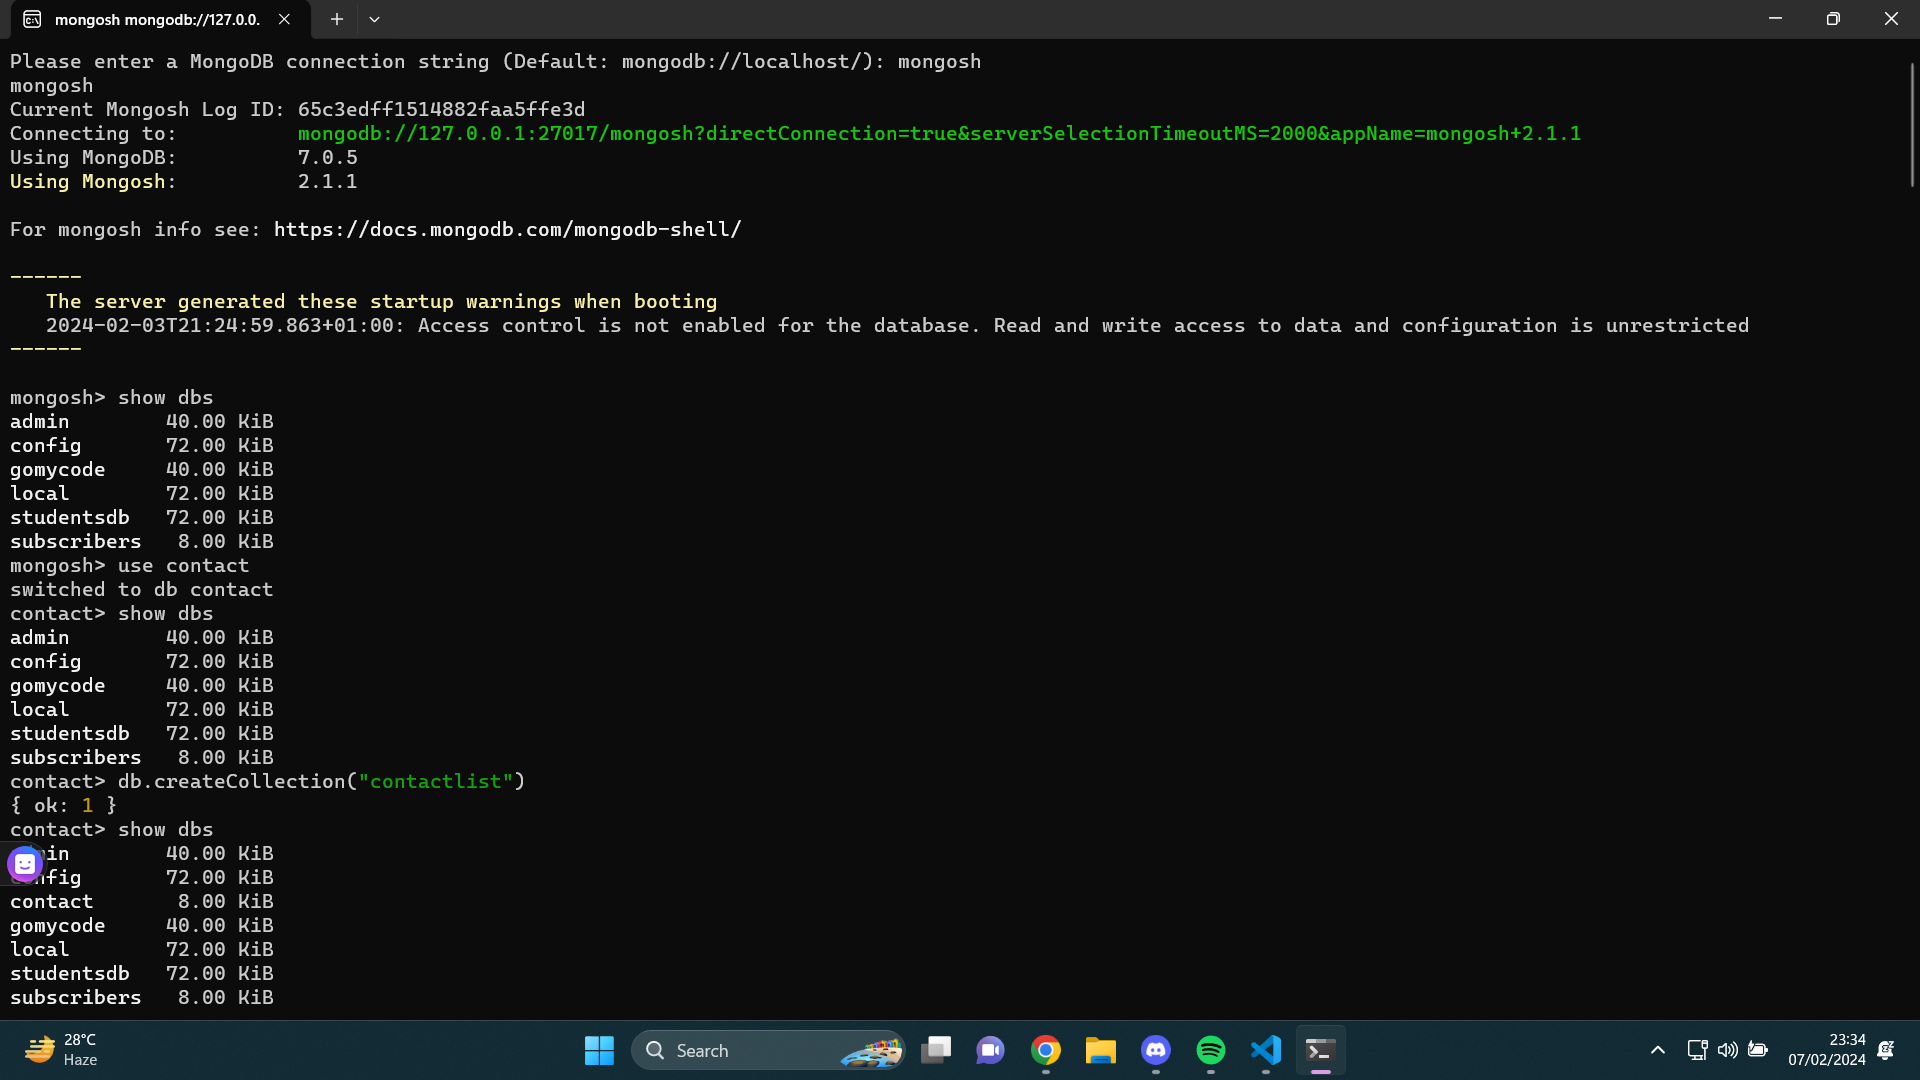 mongosh mongodb://127.0.0.
Please enter a MongoDB connection string (Default: mongodb://localhost/): mongosh
mongosh
Current Mongosh Log ID: 65c3edff1514882faa5ffe3d
Connecting to:          mongodb://127.0.0.1:27017/mongosh?directConnection=true&serverSelectionTimeoutMS=2000&appName=mongosh+2.1.1
Using MongoDB:          7.0.5
Using Mongosh:          2.1.1
For mongosh info see: https://docs.mongodb.com/mongodb-shell/
------
The server generated these startup warnings when booting
2024-02-03T21:24:59.863+01:00: Access control is not enabled for the database. Read and write access to data and configuration is unrestricted
------
mongosh> show dbs
admin        40.00 KiB
config       72.00 KiB
gomycode     40.00 KiB
local        72.00 KiB
studentsdb   72.00 KiB
subscribers   8.00 KiB
mongosh> use contact
switched to db contact
contact> show dbs
admin        40.00 KiB
config       72.00 KiB
gomycode     40.00 KiB
local        72.00 KiB
studentsdb   72.00 KiB
subscribers   8.00 KiB
contact> db.createCollection("contactlist")
{ ok: 1 }
contact> show dbs
min        40.00 KiB
nfig       72.00 KiB
contact       8.00 KiB
gomycode     40.00 KiB
local        72.00 KiB
studentsdb   72.00 KiB
subscribers   8.00 KiB
28°C
Haze
Search
23:34
07/02/2024